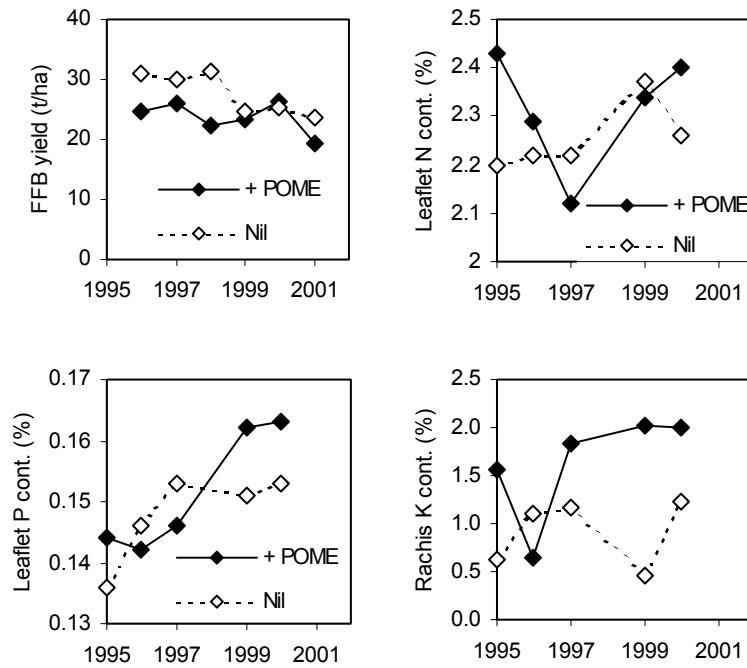 FFB yield (t/ha)
40
30
20
10
0
+ POME
Nil
1995 1997 1999 2001
Leaflet N cont. (%)
2.5
2.4
2.3
2.2
2.1
2
+ POME
Nil
1995 1997 1999 2001
Leaflet P cont. (%)
0.17
0.16
0.15
0.14
0.13
+ POME
Nil
1995 1997 1999 2001
Rachis K cont. (%)
2.5
2.0
1.5
1.0
0.5
0.0
1995 1997 1999 2001